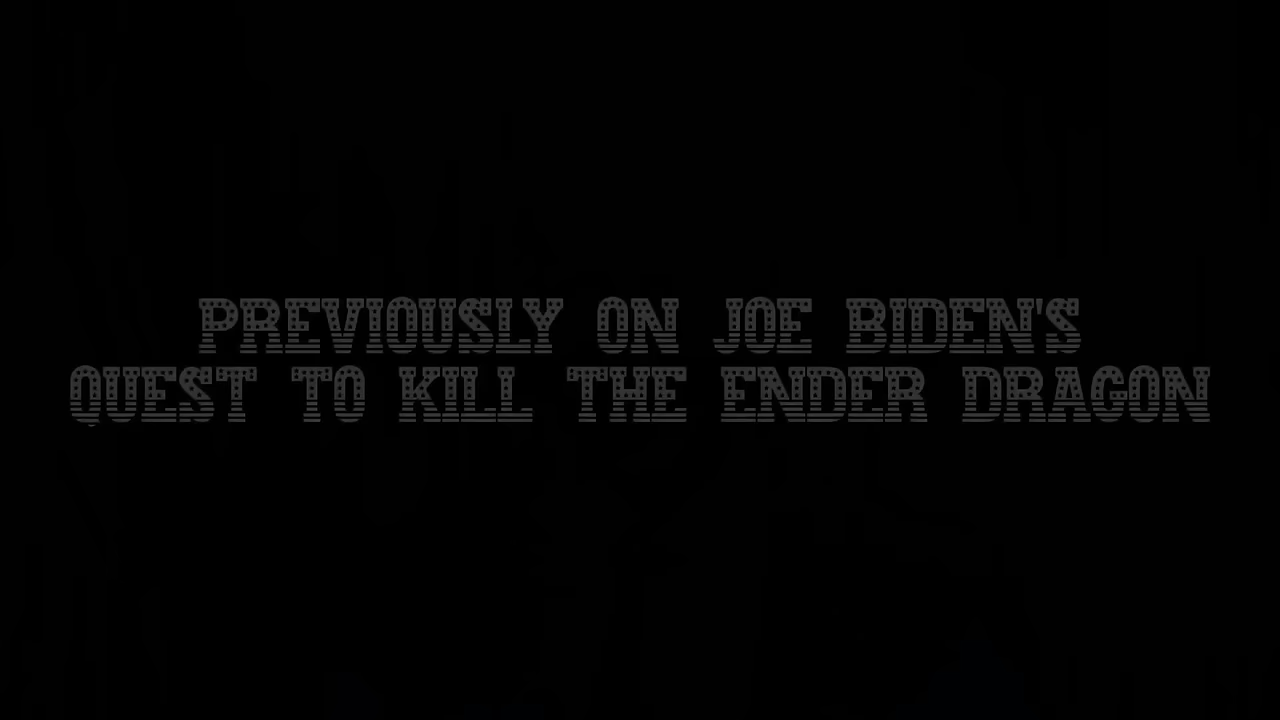 PREVIOUSLY ON JOE BIDEN'S
QUEST TO KILL THE ENDER DRAGON